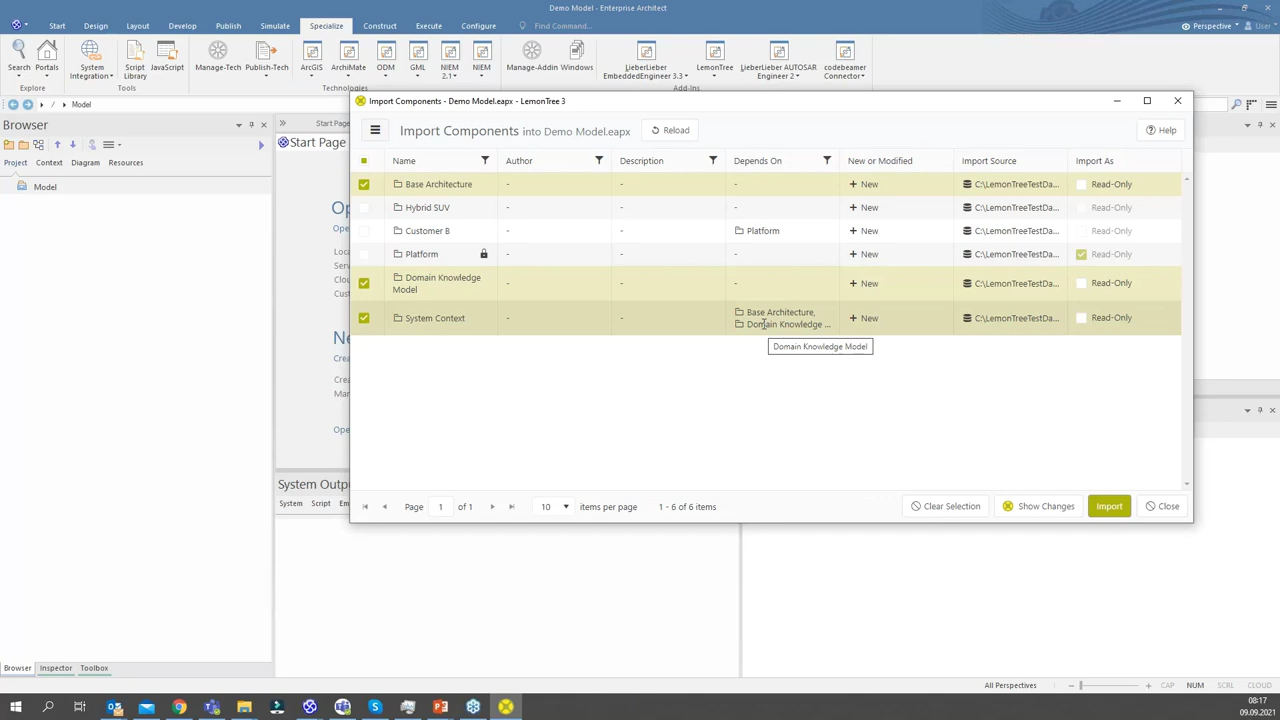 Demo Model - Enterprise Architect
Start Design Layout Develop Publish Simulate Specialize Construct Execute Configure Find Command... Perspective User
Search Portals System Integration Script Library JavaScript Manage-Tech Publish-Tech ArcGIS ArchiMate ODM GML NIEM 2.1 NIEM Manage-Addin Windows LieberLieber EmbeddedEngineer 3.3 LemonTree LieberLieber AUTOSAR Engineer 2 Codebeamer Connector
Explore Tools Technologies Add-Ins
Model
Browser
Project Context Diagram Resources
Model
Start Page
Import Components - Demo Model.eapx - LemonTree 3
Import Components into Demo Model.eapx Reload Help
Name Author Description Depends On New or Modified Import Source Import As
Base Architecture - - - New C:\LemonTreeTestDa... Read-Only
Hybrid SUV - - - New C:\LemonTreeTestDa... Read-Only
Customer B - - Platform New C:\LemonTreeTestDa... Read-Only
Platform - - - New C:\LemonTreeTestDa... Read-Only
Domain Knowledge Model - - - New C:\LemonTreeTestDa... Read-Only
System Context - - Base Architecture, Domain Knowledge ... New C:\LemonTreeTestDa... Read-Only
Domain Knowledge Model
Page 1 of 1 10 items per page 1 - 6 of 6 items Clear Selection Show Changes Import Close
System Outp
System Script
Browser Inspector Toolbox
All Perspectives CAP NUM SCRL CLOUD
08:17
09.09.2021